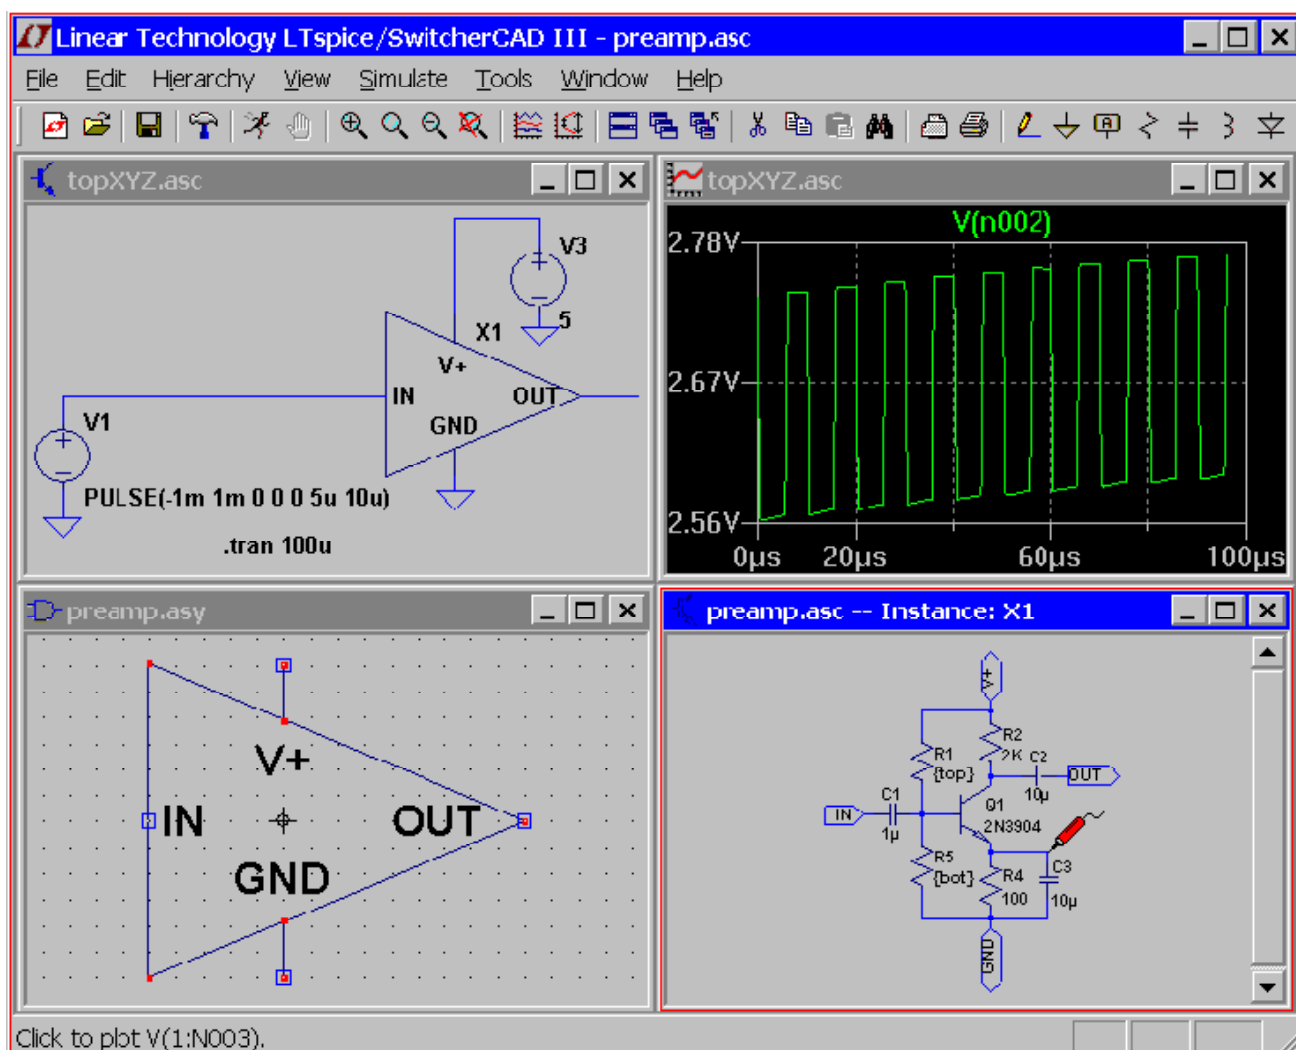 Linear Technology LTspice/SwitcherCAD III - preamp.asc
File Edit Hierarchy View Simulate Tools Window Help
topXYZ.asc
V3
5
X1
V+
IN
OUT
GND
V1
PULSE(-1m 1m 0 0 0 5u 10u)
.tran 100u
topXYZ.asc
V(n002)
2.78V
2.67V
2.56V
0µs 20µs 60µs 100µs
preamp.asy
V+
IN OUT
GND
preamp.asc -- Instance: X1
V+
R2
2K
C2
R1
{top}
OUT
10µ
C1
Q1
IN
2N3904
1µ
R5
{bot}
R4
100
C3
10µ
GND
Click to plot V(1:N003).